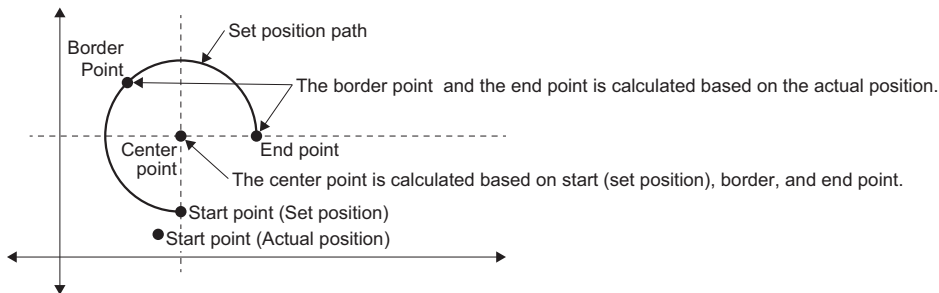 Set position path
Border
Point
The border point and the end point is calculated based on the actual position.
Center
point
End point
The center point is calculated based on start (set position), border, and end point.
Start point (Set position)
Start point (Actual position)